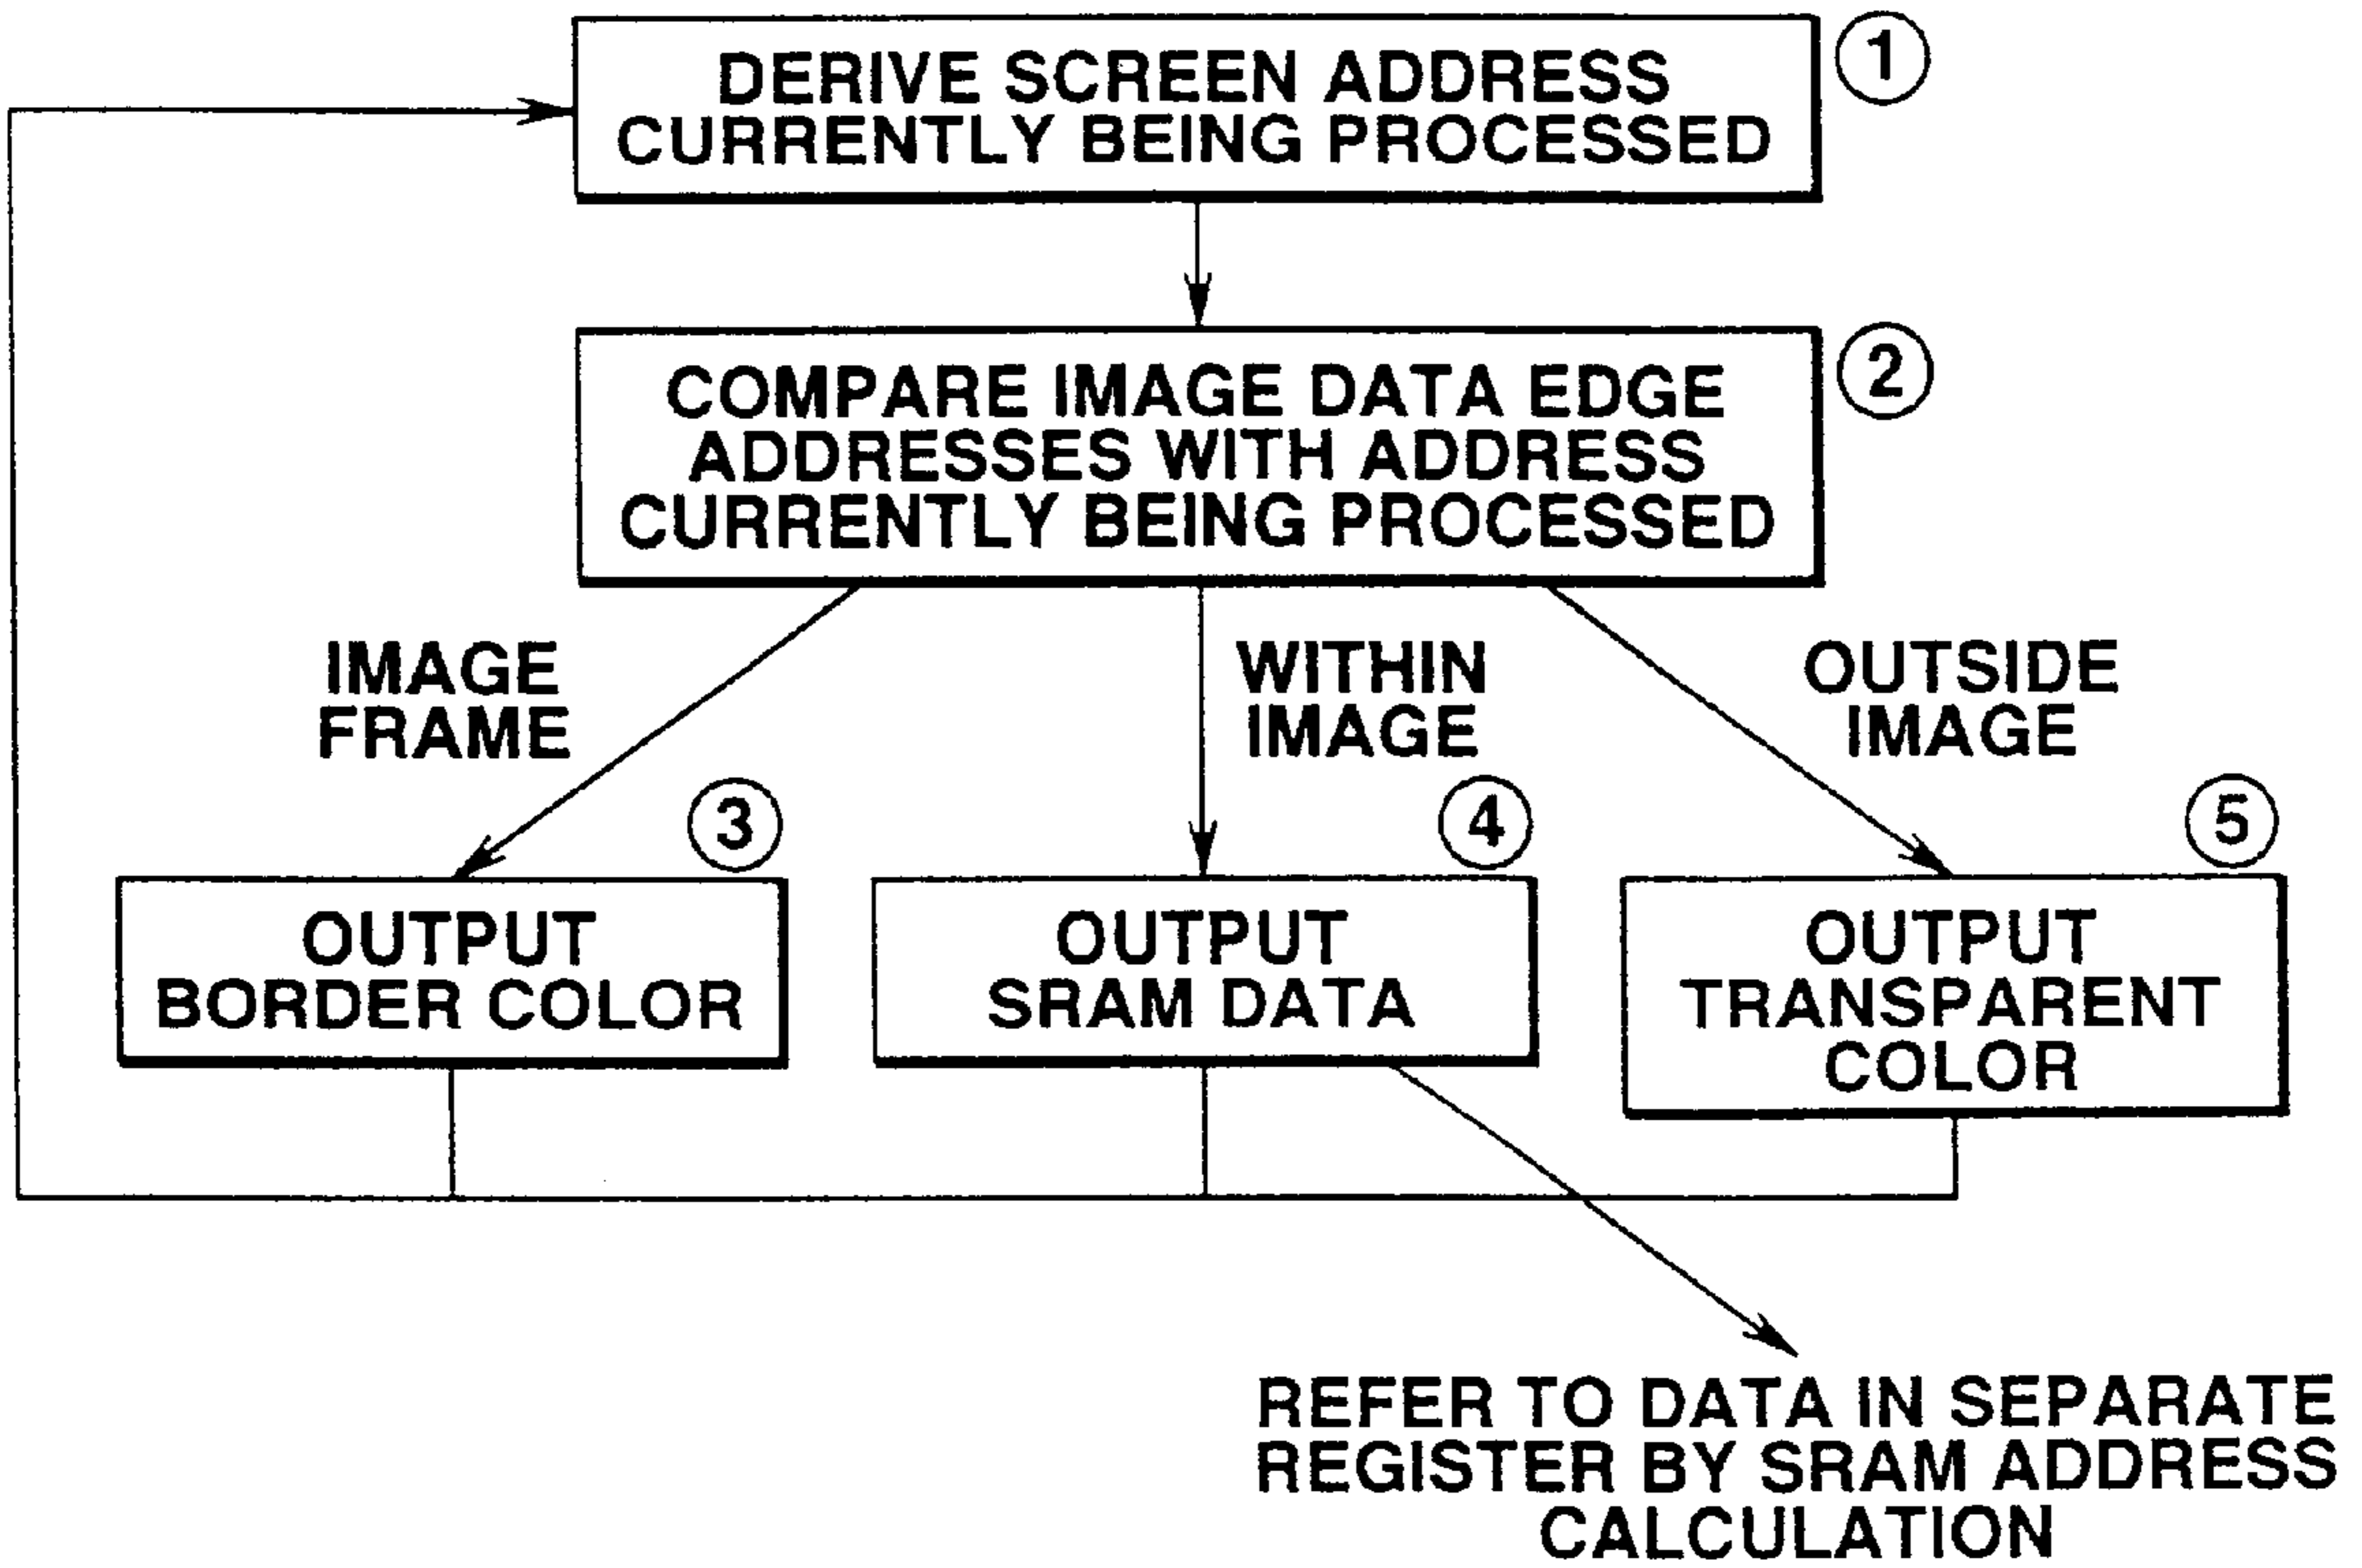 DERIVE SCREEN ADDRESS
CURRENTLY BEING PROCESSED
1
COMPARE IMAGE DATA EDGE
ADDRESSES WITH ADDRESS
CURRENTLY BEING PROCESSED
2
IMAGE
FRAME
WITHIN
IMAGE
OUTSIDE
IMAGE
3
OUTPUT
BORDER COLOR
4
OUTPUT
SRAM DATA
5
OUTPUT
TRANSPARENT
COLOR
REFER TO DATA IN SEPARATE
REGISTER BY SRAM ADDRESS
CALCULATION